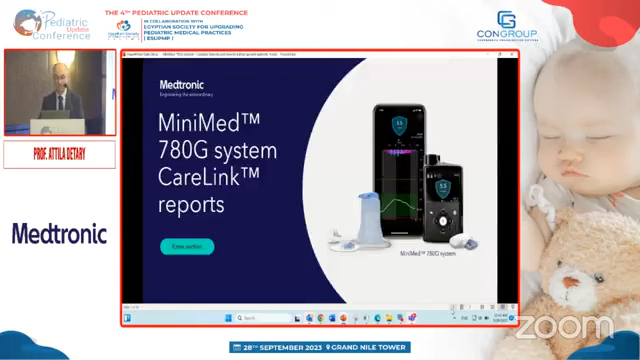 Pediatric
Update
Conference
THE 4TH PEDIATRIC UPDATE CONFERENCE
IN COLLABORATION WITH
EGYPTIAN SOCIETY FOR UPGRADING
PEDIATRIC MEDICAL PRACTICES
( ESUPMP )
CONGROUP
PROF. ATTILA DETARY
Medtronic
Medtronic
Engineering the extraordinary
MiniMed™
780G system
CareLink™
reports
MiniMed™ 780G system
Search
28TH SEPTEMBER 2023
GRAND NILE TOWER
zoom